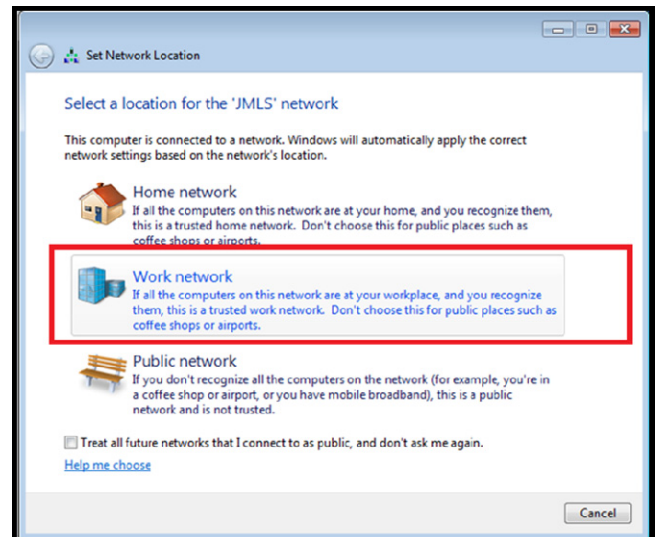 Set Network Location
Select a location for the 'JMLS' network
This computer is connected to a network. Windows will automatically apply the correct
network settings based on the network's location.
Home network
If all the computers on this network are at your home, and you recognize them,
this is a trusted home network. Don't choose this for public places such as
coffee shops or airports.
Work network
If all the computers on this network are at your workplace, and you recognize
them, this is a trusted work network. Don't choose this for public places such as
coffee shops or airports.
Public network
If you don't recognize all the computers on the network (for example, you're in
a coffee shop or airport, or you have mobile broadband), this is a public
network and is not trusted.
Treat all future networks that I connect to as public, and don't ask me again.
Help me choose
Cancel